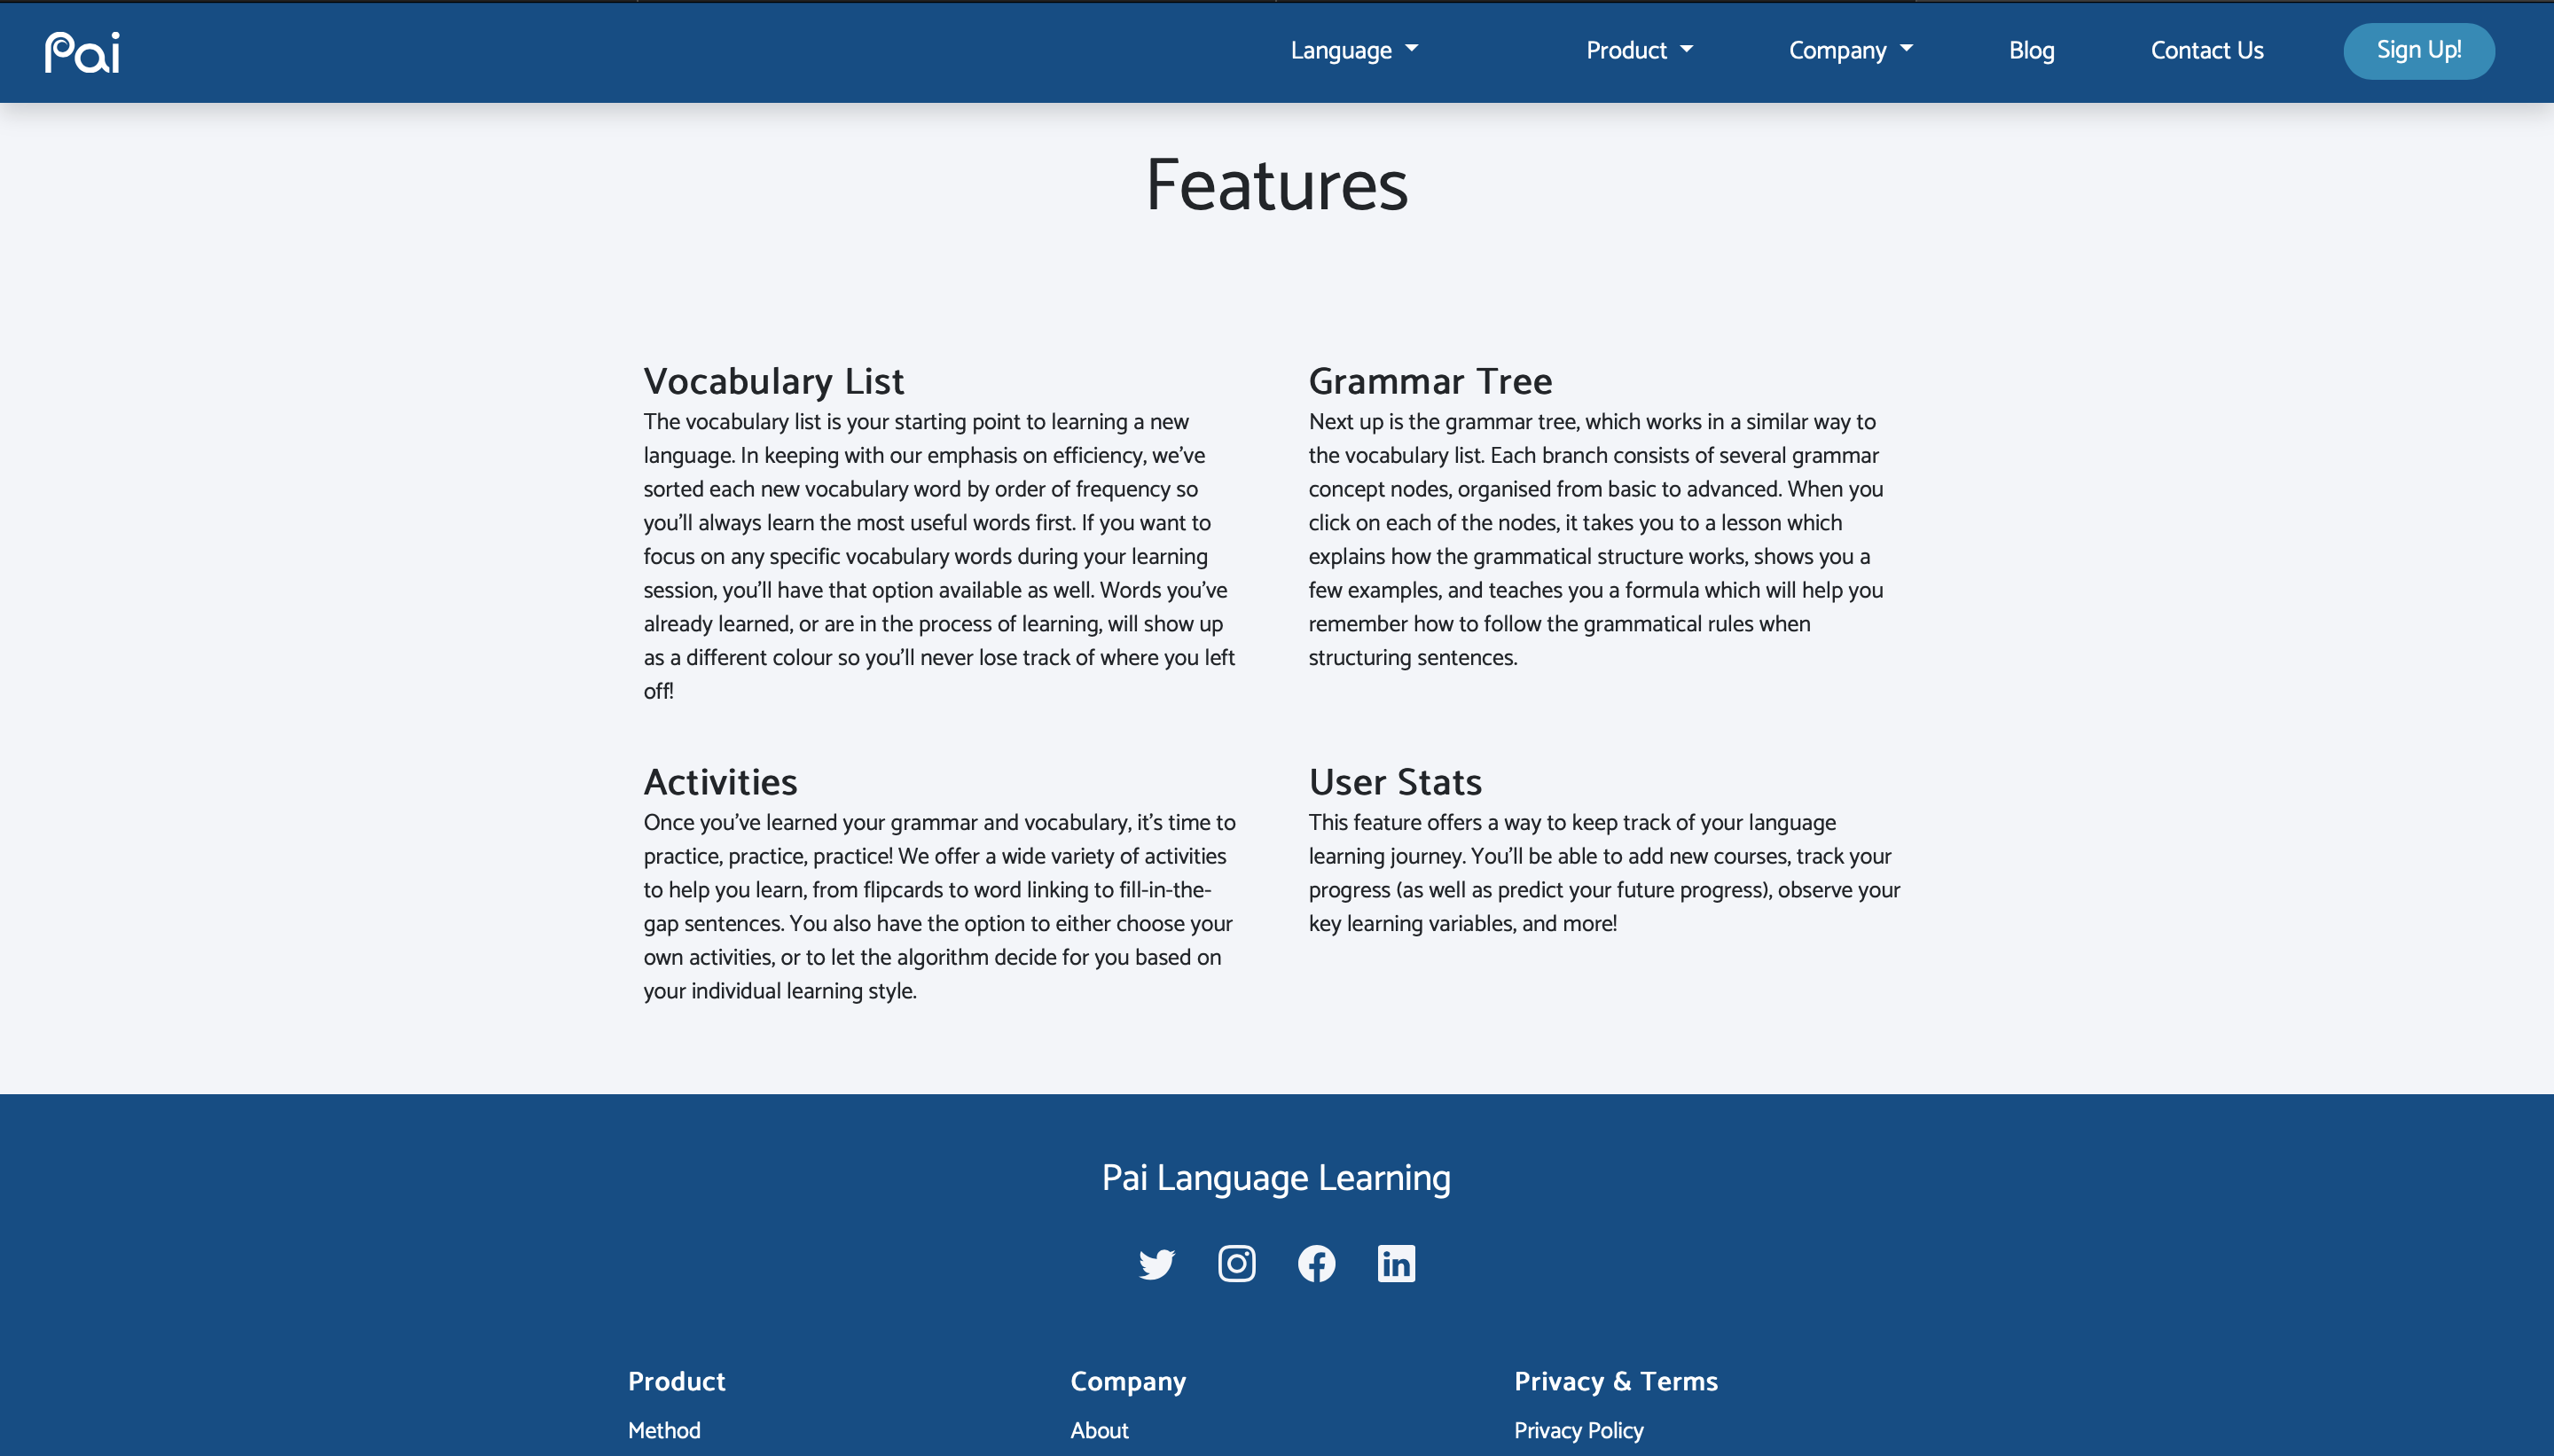 Pai
Language
Product
Company
Blog
Contact Us
Sign Up!
Features
Vocabulary List
The vocabulary list is your starting point to learning a new
language. In keeping with our emphasis on efficiency, we've
sorted each new vocabulary word by order of frequency so
you'll always learn the most useful words first. If you want to
focus on any specific vocabulary words during your learning
session, you'll have that option available as well. Words you've
already learned, or are in the process of learning, will show up
as a different colour so you'll never lose track of where you left
off!
Grammar Tree
Next up is the grammar tree, which works in a similar way to
the vocabulary list. Each branch consists of several grammar
concept nodes, organised from basic to advanced. When you
click on each of the nodes, it takes you to a lesson which
explains how the grammatical structure works, shows you a
few examples, and teaches you a formula which will help you
remember how to follow the grammatical rules when
structuring sentences.
Activities
Once you've learned your grammar and vocabulary, it's time to
practice, practice, practice! We offer a wide variety of activities
to help you learn, from flipcards to word linking to fill-in-the-
gap sentences. You also have the option to either choose your
own activities, or to let the algorithm decide for you based on
your individual learning style.
User Stats
This feature offers a way to keep track of your language
learning journey. You'll be able to add new courses, track your
progress (as well as predict your future progress), observe your
key learning variables, and more!
Pai Language Learning
Product
Method
Company
About
Privacy & Terms
Privacy Policy